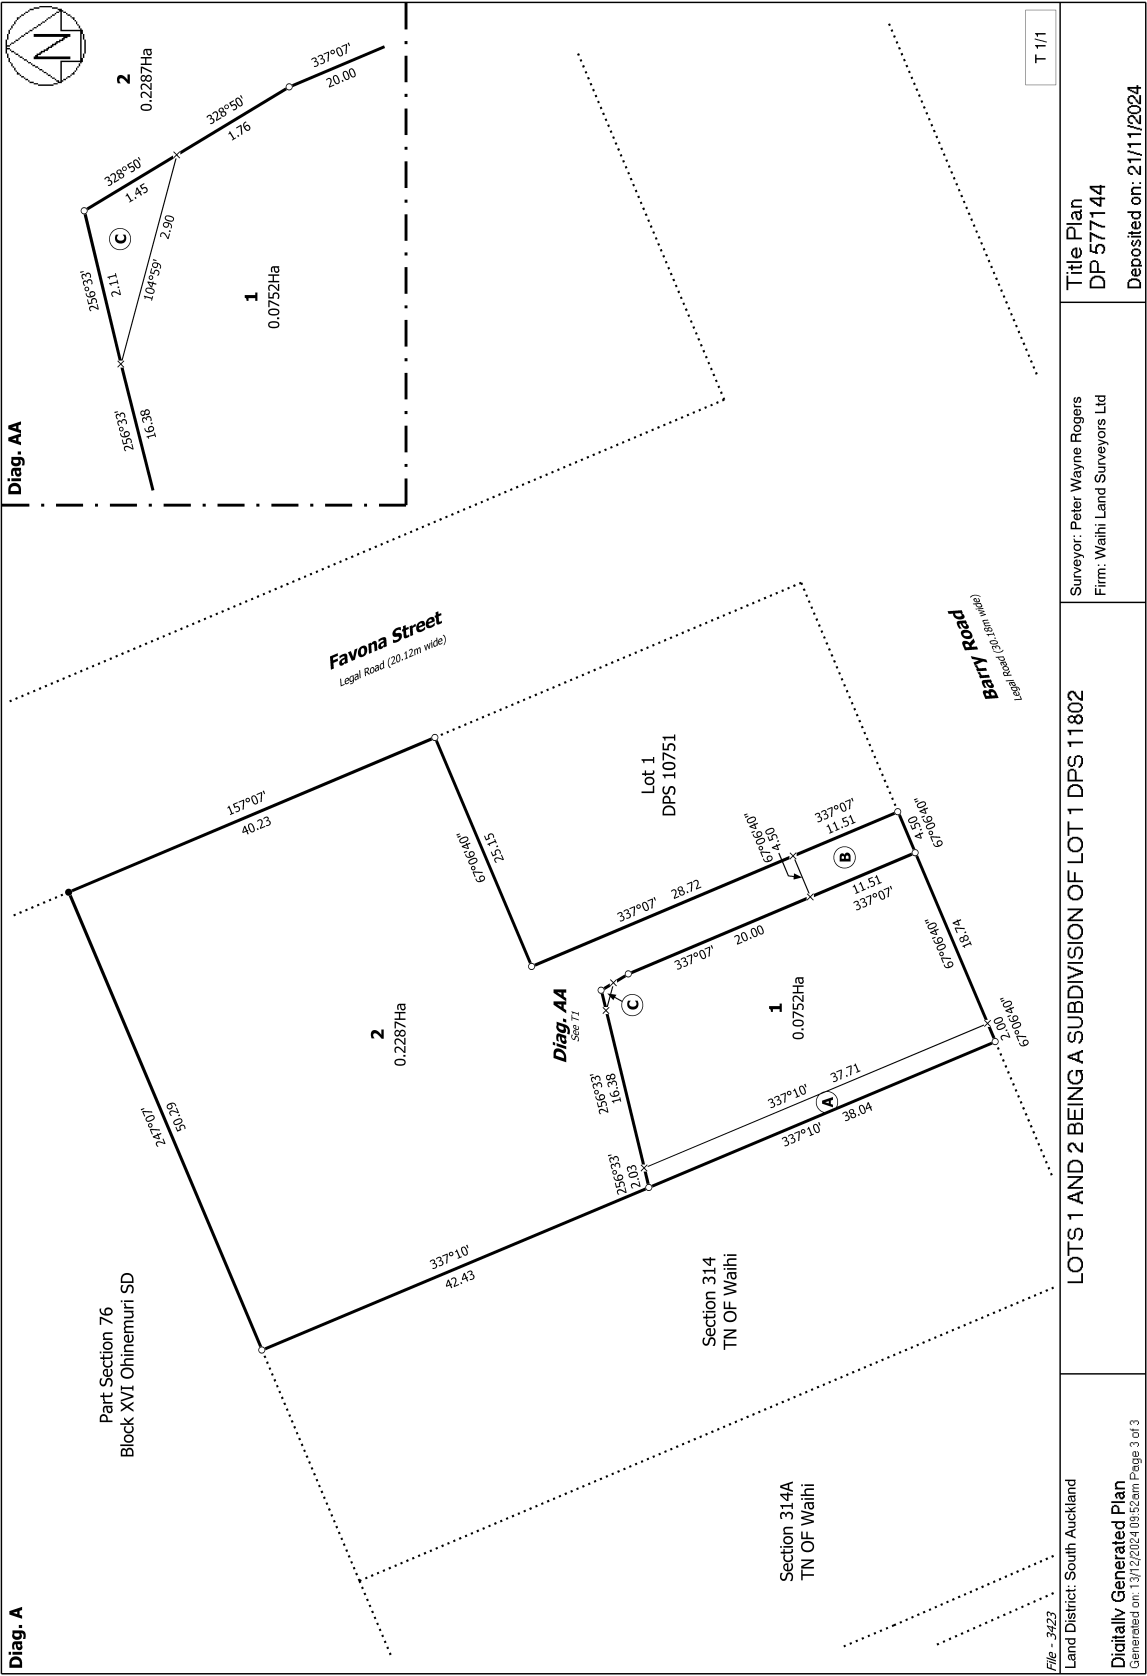 Diag. A
Diag. AA
N
2
0.2287Ha
337°07'
20.00
328°50'
1.76
328°50'
1.45
C
2.90
104°59'
256°33'
2.11
1
0.0752Ha
256°33'
16.38
Part Section 76
Block XVI Ohinemuri SD
247°07'
50.29
157°07'
40.23
Favona Street
Legal Road (20.12m wide)
2
0.2287Ha
67°06'40"
25.15
Lot 1
DPS 10751
337°10'
42.43
Diag. AA
See T1
337°07'
28.72
67°06'40"
4.50
337°07'
11.51
B
11.51
337°07'
4.50
67°06'40"
C
337°07'
20.00
256°33'
16.38
256°33'
2.03
1
0.0752Ha
67°06'40"
18.74
337°10'
37.71
A
337°10'
38.04
2.00
67°06'40"
Barry Road
Legal Road (30.18m wide)
Section 314
TN OF Waihi
Section 314A
TN OF Waihi
File - 3423
T 1/1
Land District: South Auckland
Digitally Generated Plan
Generated on: 13/12/2024 09:52am Page 3 of 3
LOTS 1 AND 2 BEING A SUBDIVISION OF LOT 1 DPS 11802
Surveyor: Peter Wayne Rogers
Firm: Waihi Land Surveyors Ltd
Title Plan
DP 577144
Deposited on: 21/11/2024